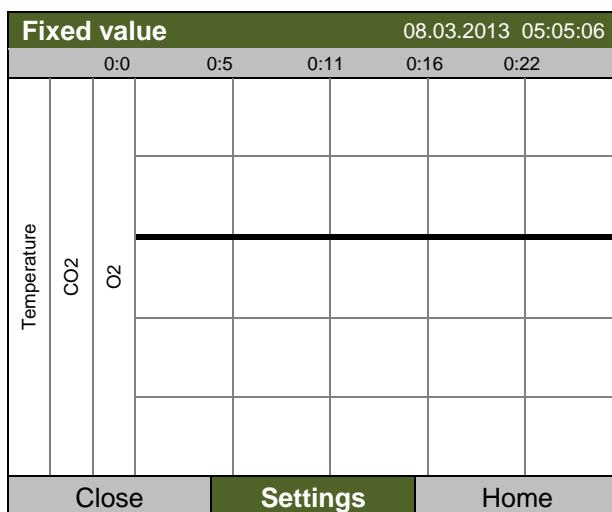 Fixed value 08.03.2013 05:05:06
0:0 0:5 0:11 0:16 0:22
Temperature
CO2
O2
Close Settings Home